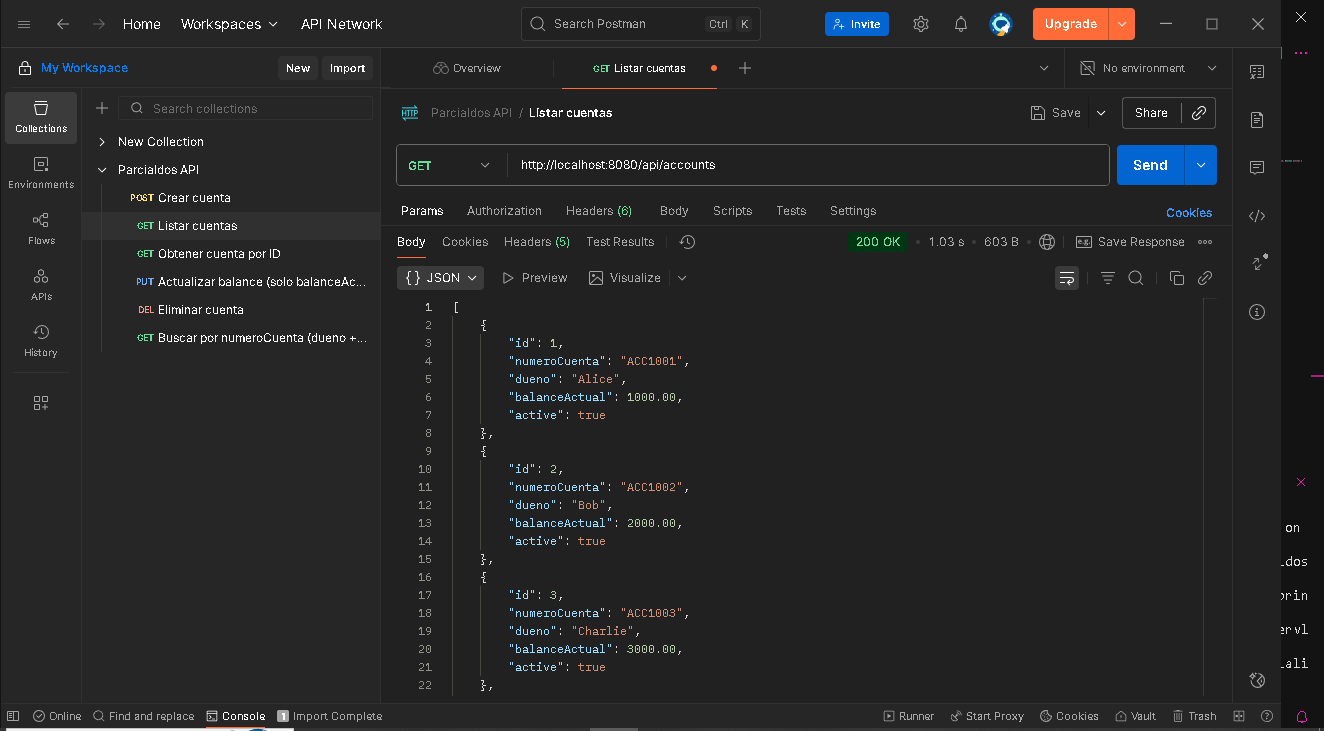 Home Workspaces API Network Search Postman Ctrl K Invite Upgrade
My Workspace New Import Overview GET Listar cuentas No environment
Collections
Environments
Flows
APIs
History
Search collections
New Collection
Parcialdos API
POST Crear cuenta
GET Listar cuentas
GET Obtener cuenta por ID
PUT Actualizar balance (solo balanceAc...
DEL Eliminar cuenta
GET Buscar por numeroCuenta (dueno +...
HTTP Parcialdos API / Listar cuentas Save Share
GET http://localhost:8080/api/accounts Send
Params Authorization Headers (6) Body Scripts Tests Settings Cookies
Body Cookies Headers (5) Test Results 200 OK • 1.03 s • 603 B • e.g. Save Response
{} JSON Preview Visualize
1 [
2 {
3 "id": 1,
4 "numeroCuenta": "ACC1001",
5 "dueno": "Alice",
6 "balanceActual": 1000.00,
7 "active": true
8 },
9 {
10 "id": 2,
11 "numeroCuenta": "ACC1002",
12 "dueno": "Bob",
13 "balanceActual": 2000.00,
14 "active": true
15 },
16 {
17 "id": 3,
18 "numeroCuenta": "ACC1003",
19 "dueno": "Charlie",
20 "balanceActual": 3000.00,
21 "active": true
22 },
on
ldos
rin
ervl
ali
Online Find and replace Console 1 Import Complete Runner Start Proxy Cookies Vault Trash